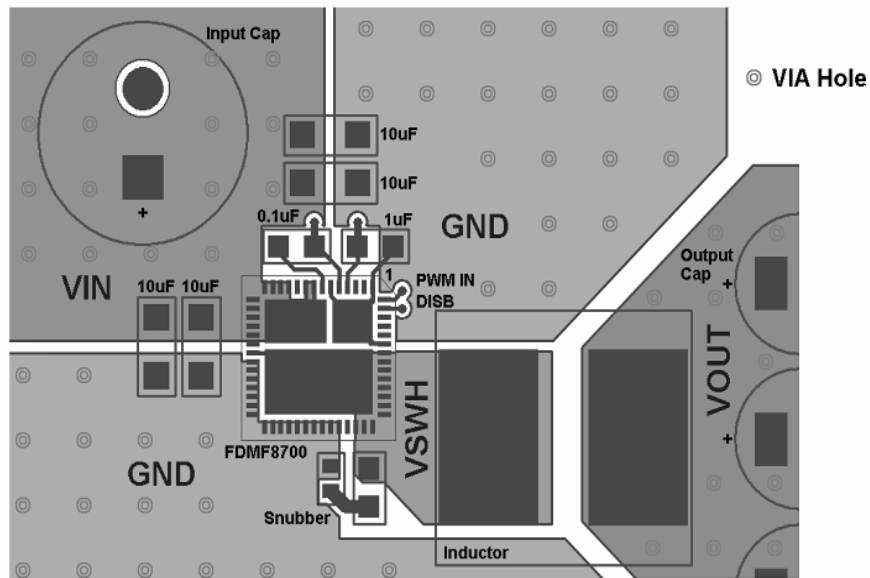 Input Cap
VIA Hole
10uF
10uF
0.1uF
1uF
GND
Output
Cap
+
+
VIN
10uF
10uF
1
PWM IN
DISB
+
VOUT
VSWH
+
FDMF8700
GND
Snubber
Inductor